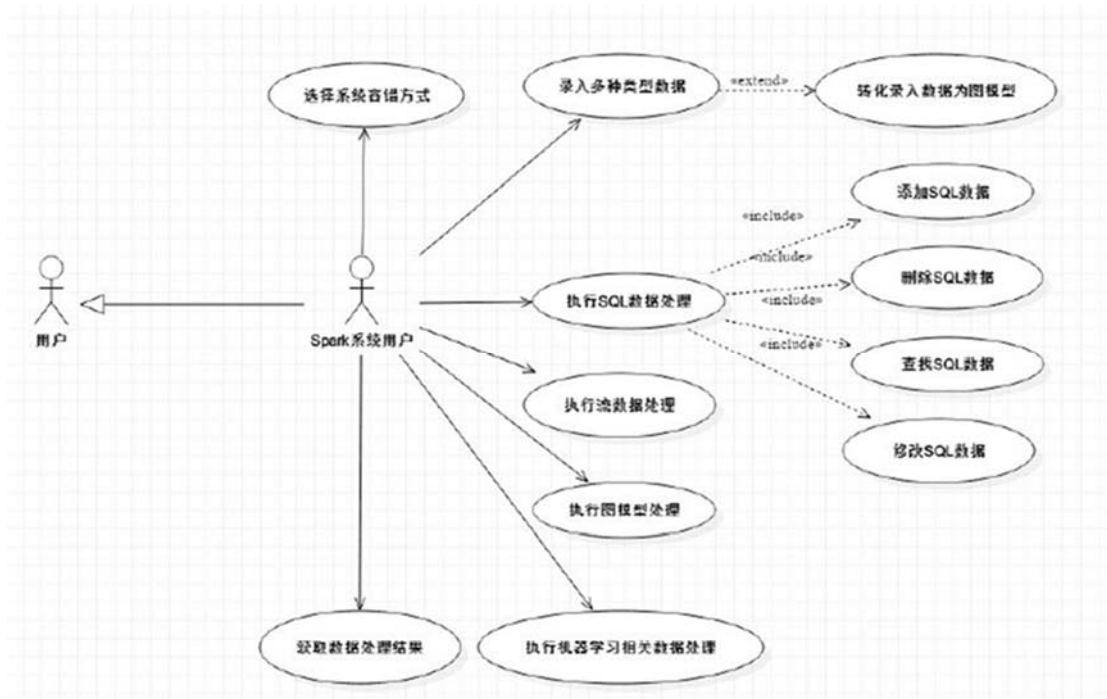 选择系统容错方式
录入多种类型数据
«extend»
转化录入数据为图模型
添加SQL数据
«include»
«include»
删除SQL数据
执行SQL数据处理
«include»
用户
Spark系统用户
«include»
查找SQL数据
执行流数据处理
修改SQL数据
执行图模型处理
获取数据处理结果
执行机器学习相关数据处理